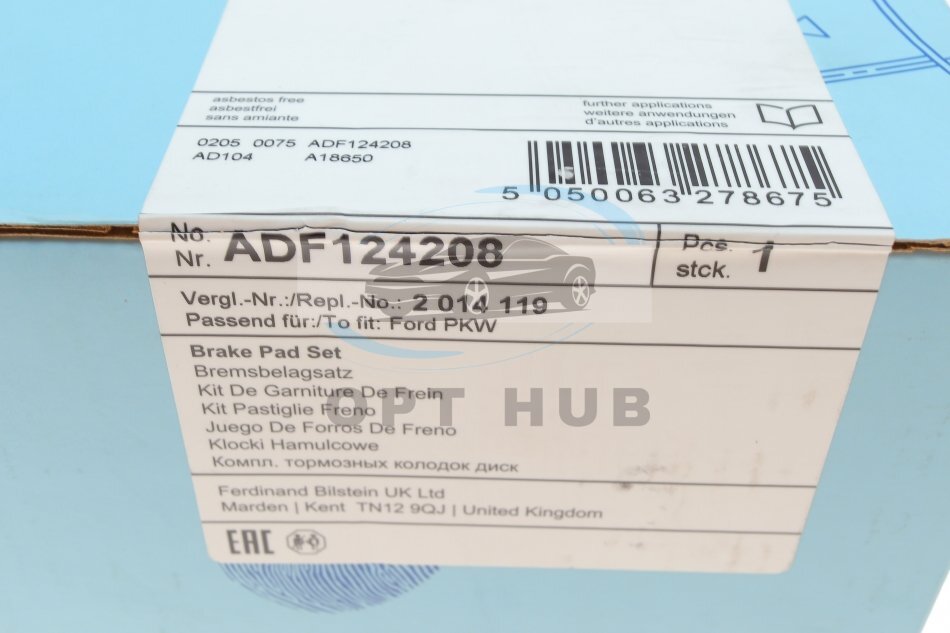 asbestos free
asbestfrei
sans amiante
further applications
weitere anwendungen
d'autres applications
0205 0075 ADF124208
AD104 A18650
5 050063 278675
No.
Nr. ADF124208
Pcs.
stck. 1
Vergl.-Nr.:/Repl.-No.: 2 014 119
Passend für:/To fit: Ford PKW
Brake Pad Set
Bremsbelagsatz
Kit De Garniture De Frein
Kit Pastiglie Freno
Juego De Forros De Freno
Klocki Hamulcowe
Компл. тормозных колодок диск
OPT HUB
Ferdinand Bilstein UK Ltd
Marden | Kent TN12 9QJ | United Kingdom
EAC